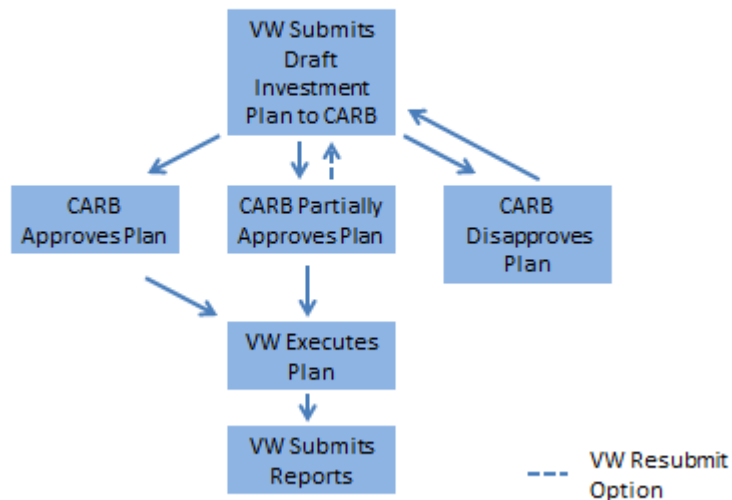 VW Submits
Draft
Investment
Plan to CARB
CARB
Approves Plan
CARB Partially
Approves Plan
CARB
Disapproves
Plan
VW Executes
Plan
VW Submits
Reports
VW Resubmit
Option